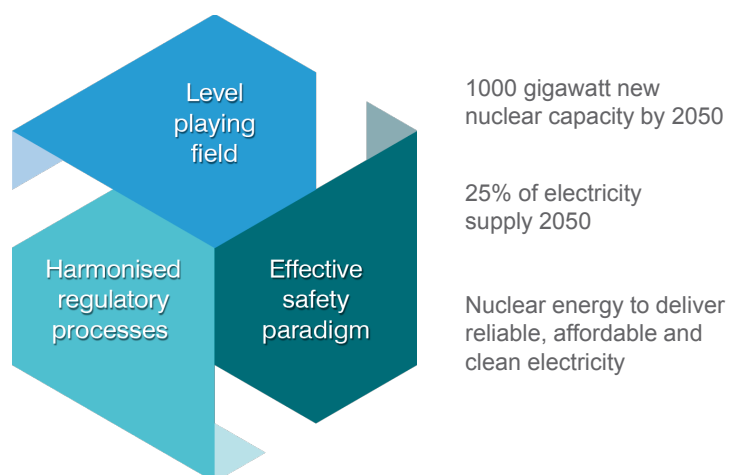 Level
playing
field
Harmonised
regulatory
processes
Effective
safety
paradigm
1000 gigawatt new
nuclear capacity by 2050
25% of electricity
supply 2050
Nuclear energy to deliver
reliable, affordable and
clean electricity